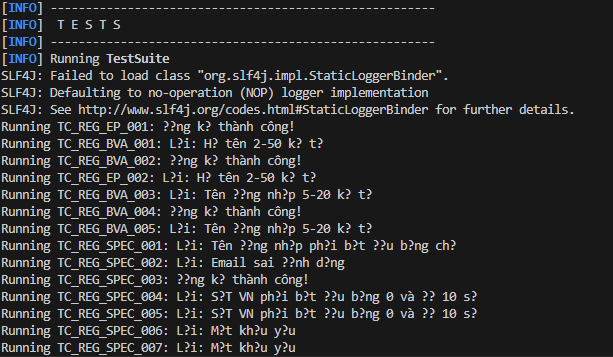 [INFO] -------------------------------------------------------
[INFO]  T E S T S
[INFO] -------------------------------------------------------
[INFO] Running TestSuite
SLF4J: Failed to load class "org.slf4j.impl.StaticLoggerBinder".
SLF4J: Defaulting to no-operation (NOP) logger implementation
SLF4J: See http://www.slf4j.org/codes.html#StaticLoggerBinder for further details.
Running TC_REG_EP_001: ??ng k? thành công!
Running TC_REG_BVA_001: L?i: H? tên 2-50 k? t?
Running TC_REG_BVA_002: ??ng k? thành công!
Running TC_REG_EP_002: L?i: H? tên 2-50 k? t?
Running TC_REG_BVA_003: L?i: Tên ??ng nh?p 5-20 k? t?
Running TC_REG_BVA_004: ??ng k? thành công!
Running TC_REG_BVA_005: L?i: Tên ??ng nh?p 5-20 k? t?
Running TC_REG_SPEC_001: L?i: Tên ??ng nh?p ph?i b?t ??u b?ng ch?
Running TC_REG_SPEC_002: L?i: Email sai ??nh d?ng
Running TC_REG_SPEC_003: ??ng k? thành công!
Running TC_REG_SPEC_004: L?i: S?T VN ph?i b?t ??u b?ng 0 và ?? 10 s?
Running TC_REG_SPEC_005: L?i: S?T VN ph?i b?t ??u b?ng 0 và ?? 10 s?
Running TC_REG_SPEC_006: L?i: M?t kh?u y?u
Running TC_REG_SPEC_007: L?i: M?t kh?u y?u